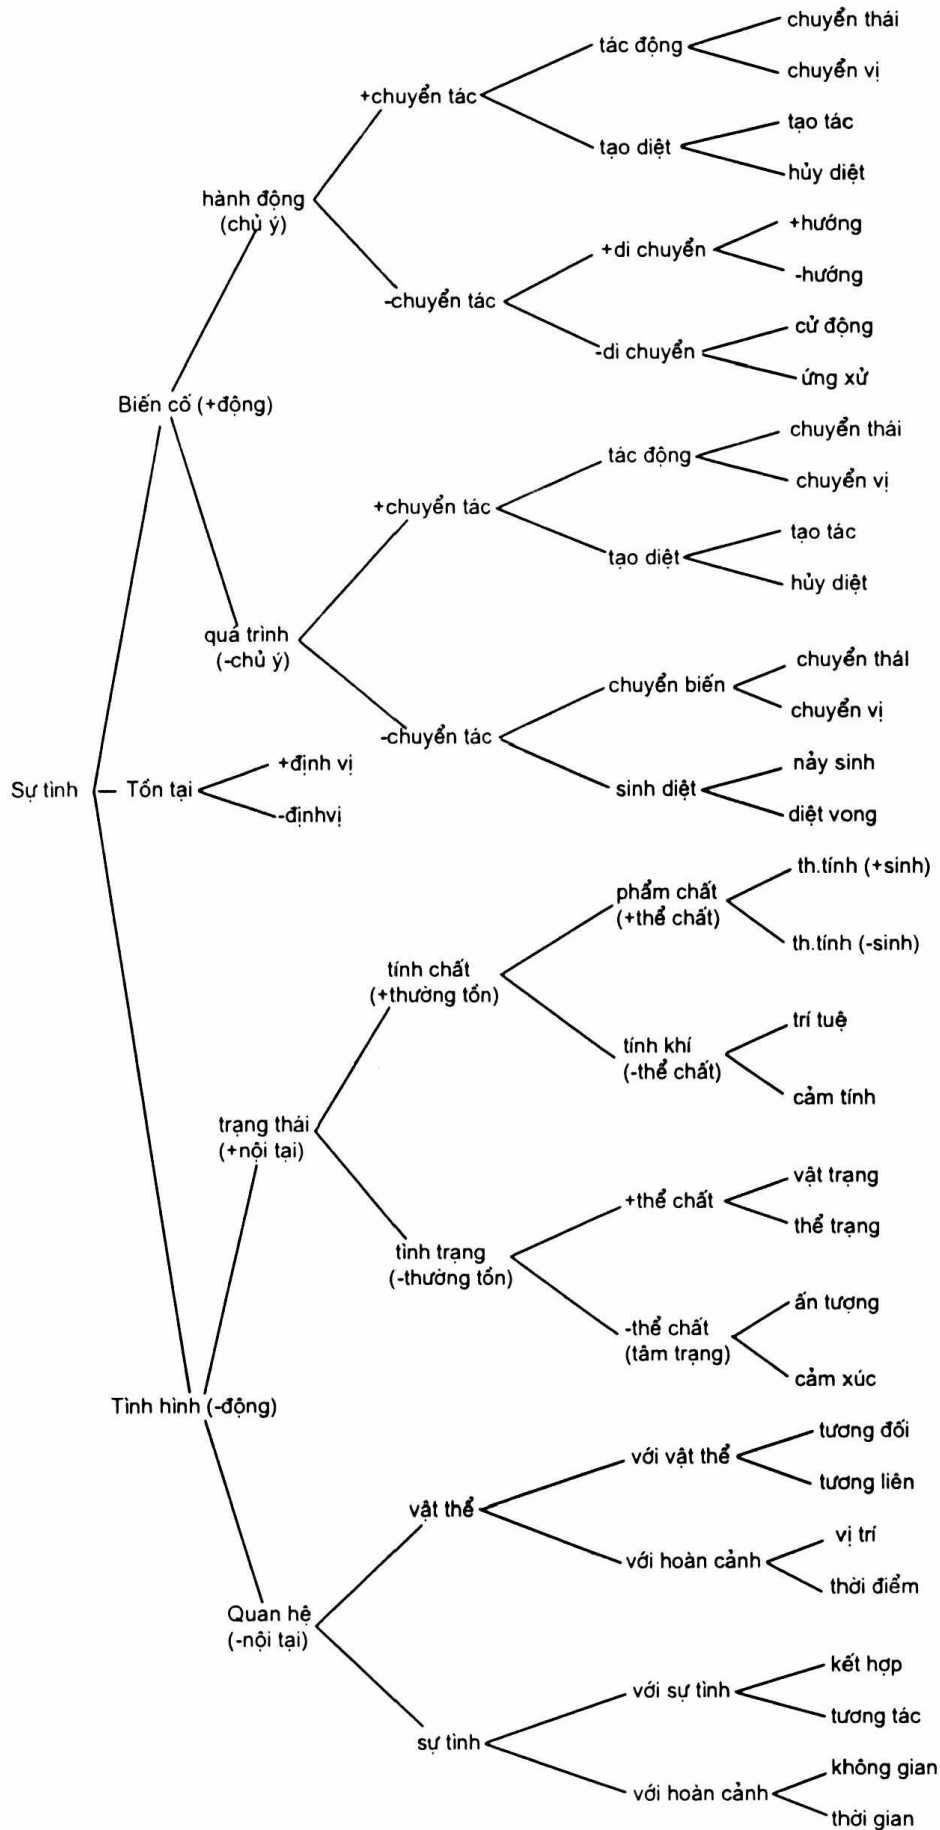 chuyển thái
tác động
chuyển vị
+chuyển tác
tạo tác
tạo diệt
hủy diệt
hành động
(chủ ý)
+hướng
+di chuyển
-hướng
-chuyển tác
cử động
-di chuyển
ứng xử
Biến cố (+động)
chuyển thái
tác động
chuyển vị
+chuyển tác
tạo tác
tạo diệt
hủy diệt
quá trình
(-chủ ý)
chuyển thál
chuyển biến
chuyển vị
-chuyển tác
nảy sinh
sinh diệt
diệt vong
Sự tình
Tồn tại
+định vị
-địnhvị
th.tính (+sinh)
phẩm chất
(+thể chất)
th.tính (-sinh)
tính chất
(+thường tồn)
trí tuệ
tính khí
(-thể chất)
cảm tính
trạng thái
(+nội tại)
vật trạng
+thể chất
thể trạng
tình trạng
(-thường tồn)
ấn tượng
-thể chất
(tâm trạng)
cảm xúc
Tình hình (-động)
tương đối
với vật thể
tương liên
vật thể
vị trí
với hoàn cảnh
thời điểm
Quan hệ
(-nội tại)
kết hợp
với sự tình
tương tác
sự tình
không gian
với hoàn cảnh
thời gian